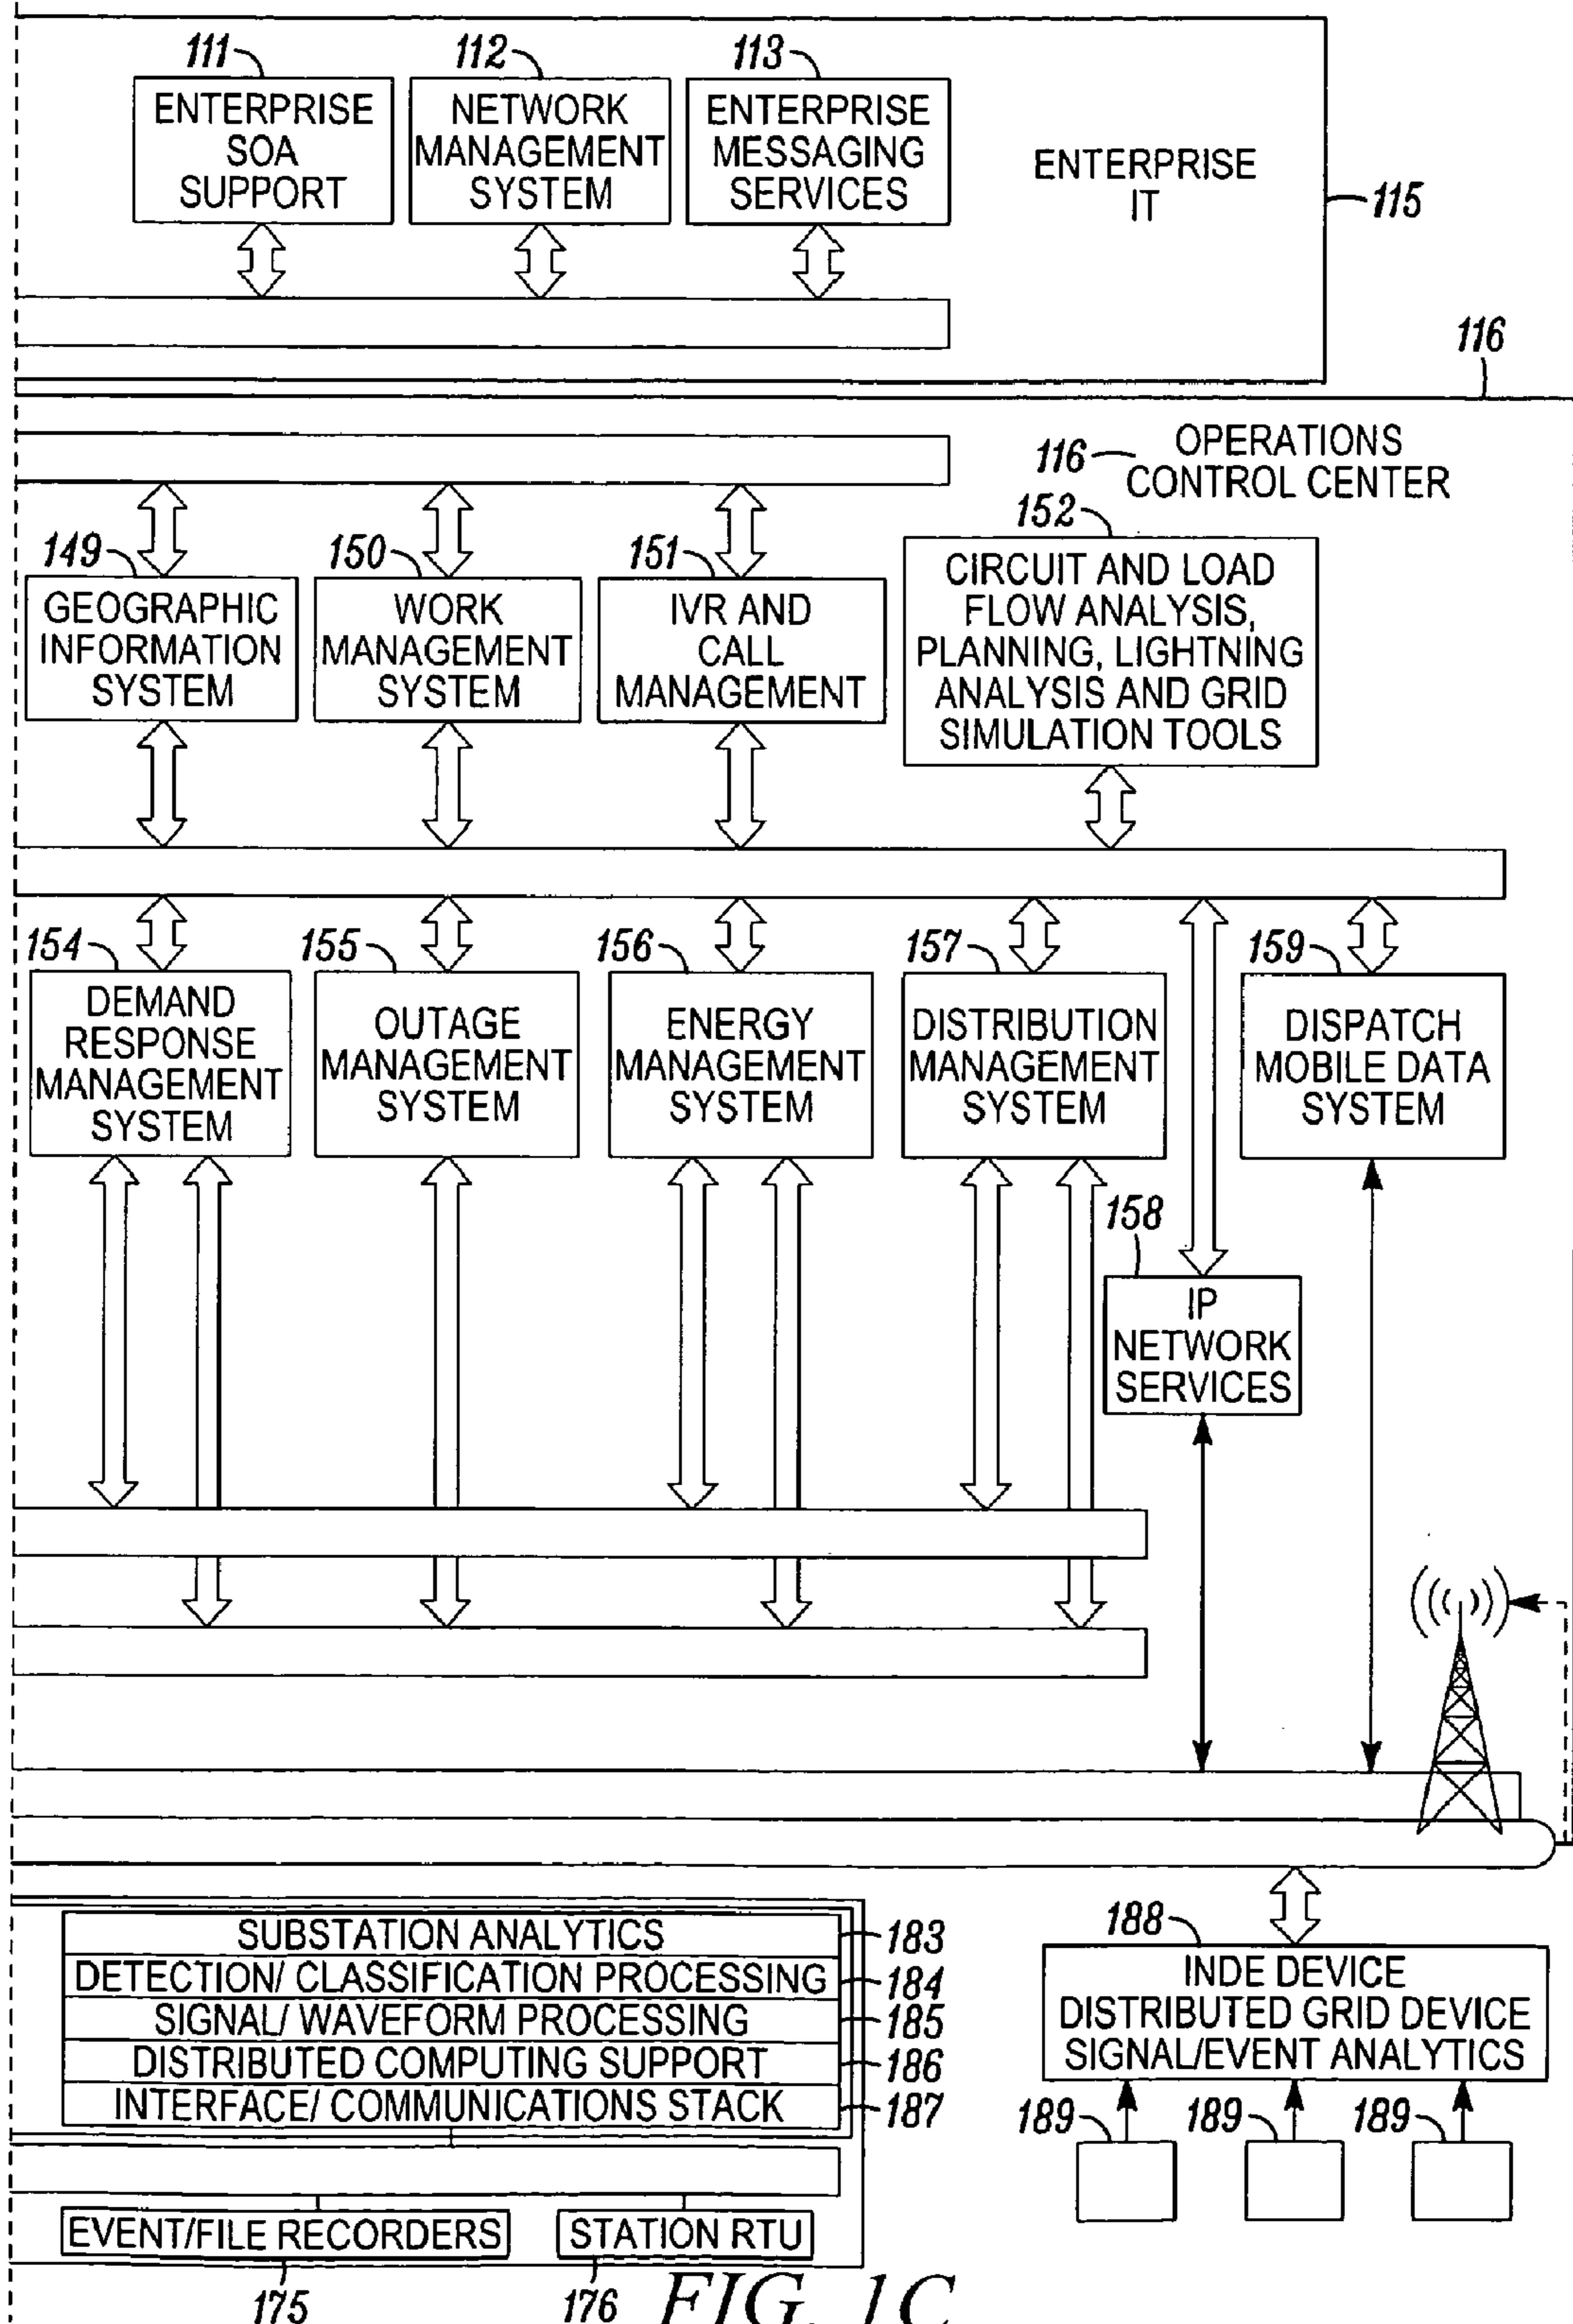 111
ENTERPRISE
SOA
SUPPORT
112
NETWORK
MANAGEMENT
SYSTEM
113
ENTERPRISE
MESSAGING
SERVICES
ENTERPRISE
IT
115
116
116
OPERATIONS
CONTROL CENTER
149
GEOGRAPHIC
INFORMATION
SYSTEM
150
WORK
MANAGEMENT
SYSTEM
151
IVR AND
CALL
MANAGEMENT
152
CIRCUIT AND LOAD
FLOW ANALYSIS,
PLANNING, LIGHTNING
ANALYSIS AND GRID
SIMULATION TOOLS
154
DEMAND
RESPONSE
MANAGEMENT
SYSTEM
155
OUTAGE
MANAGEMENT
SYSTEM
156
ENERGY
MANAGEMENT
SYSTEM
157
DISTRIBUTION
MANAGEMENT
SYSTEM
159
DISPATCH
MOBILE DATA
SYSTEM
158
IP
NETWORK
SERVICES
SUBSTATION ANALYTICS
183
DETECTION/ CLASSIFICATION PROCESSING
184
SIGNAL/ WAVEFORM PROCESSING
185
DISTRIBUTED COMPUTING SUPPORT
186
INTERFACE/ COMMUNICATIONS STACK
187
188
INDE DEVICE
DISTRIBUTED GRID DEVICE
SIGNAL/EVENT ANALYTICS
189
189
189
EVENT/FILE RECORDERS
STATION RTU
175
176
FIG. 1C